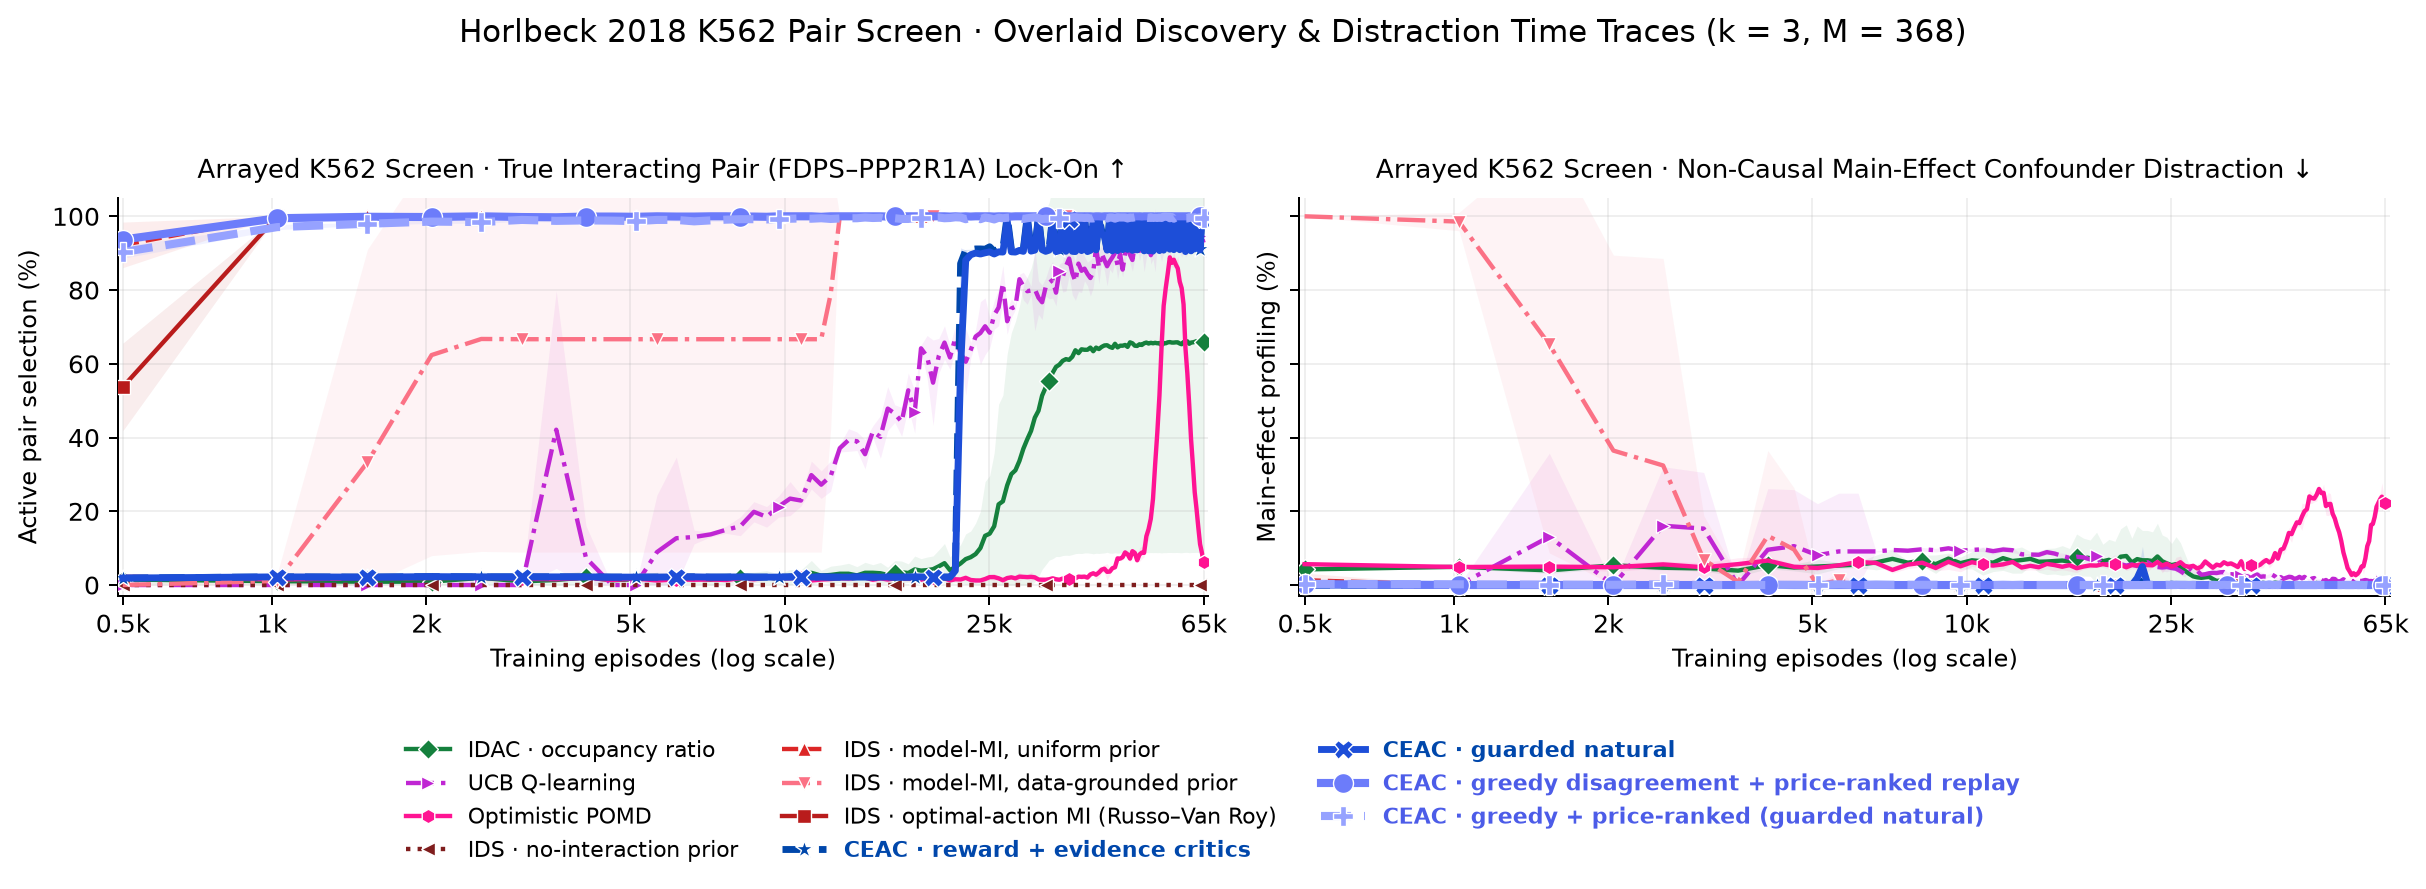 Horlbeck 2018 K562 Pair Screen · Overlaid Discovery & Distraction Time Traces (k = 3, M = 368)
Arrayed K562 Screen · True Interacting Pair (FDPS–PPP2R1A) Lock-On ↑
Active pair selection (%)
100
80
60
40
20
0
0.5k 1k 2k 5k 10k 25k 65k
Training episodes (log scale)
Arrayed K562 Screen · Non-Causal Main-Effect Confounder Distraction ↓
Main-effect profiling (%)
0.5k 1k 2k 5k 10k 25k 65k
Training episodes (log scale)
IDAC · occupancy ratio
UCB Q-learning
Optimistic POMD
IDS · no-interaction prior
IDS · model-MI, uniform prior
IDS · model-MI, data-grounded prior
IDS · optimal-action MI (Russo–Van Roy)
CEAC · reward + evidence critics
CEAC · guarded natural
CEAC · greedy disagreement + price-ranked replay
CEAC · greedy + price-ranked (guarded natural)